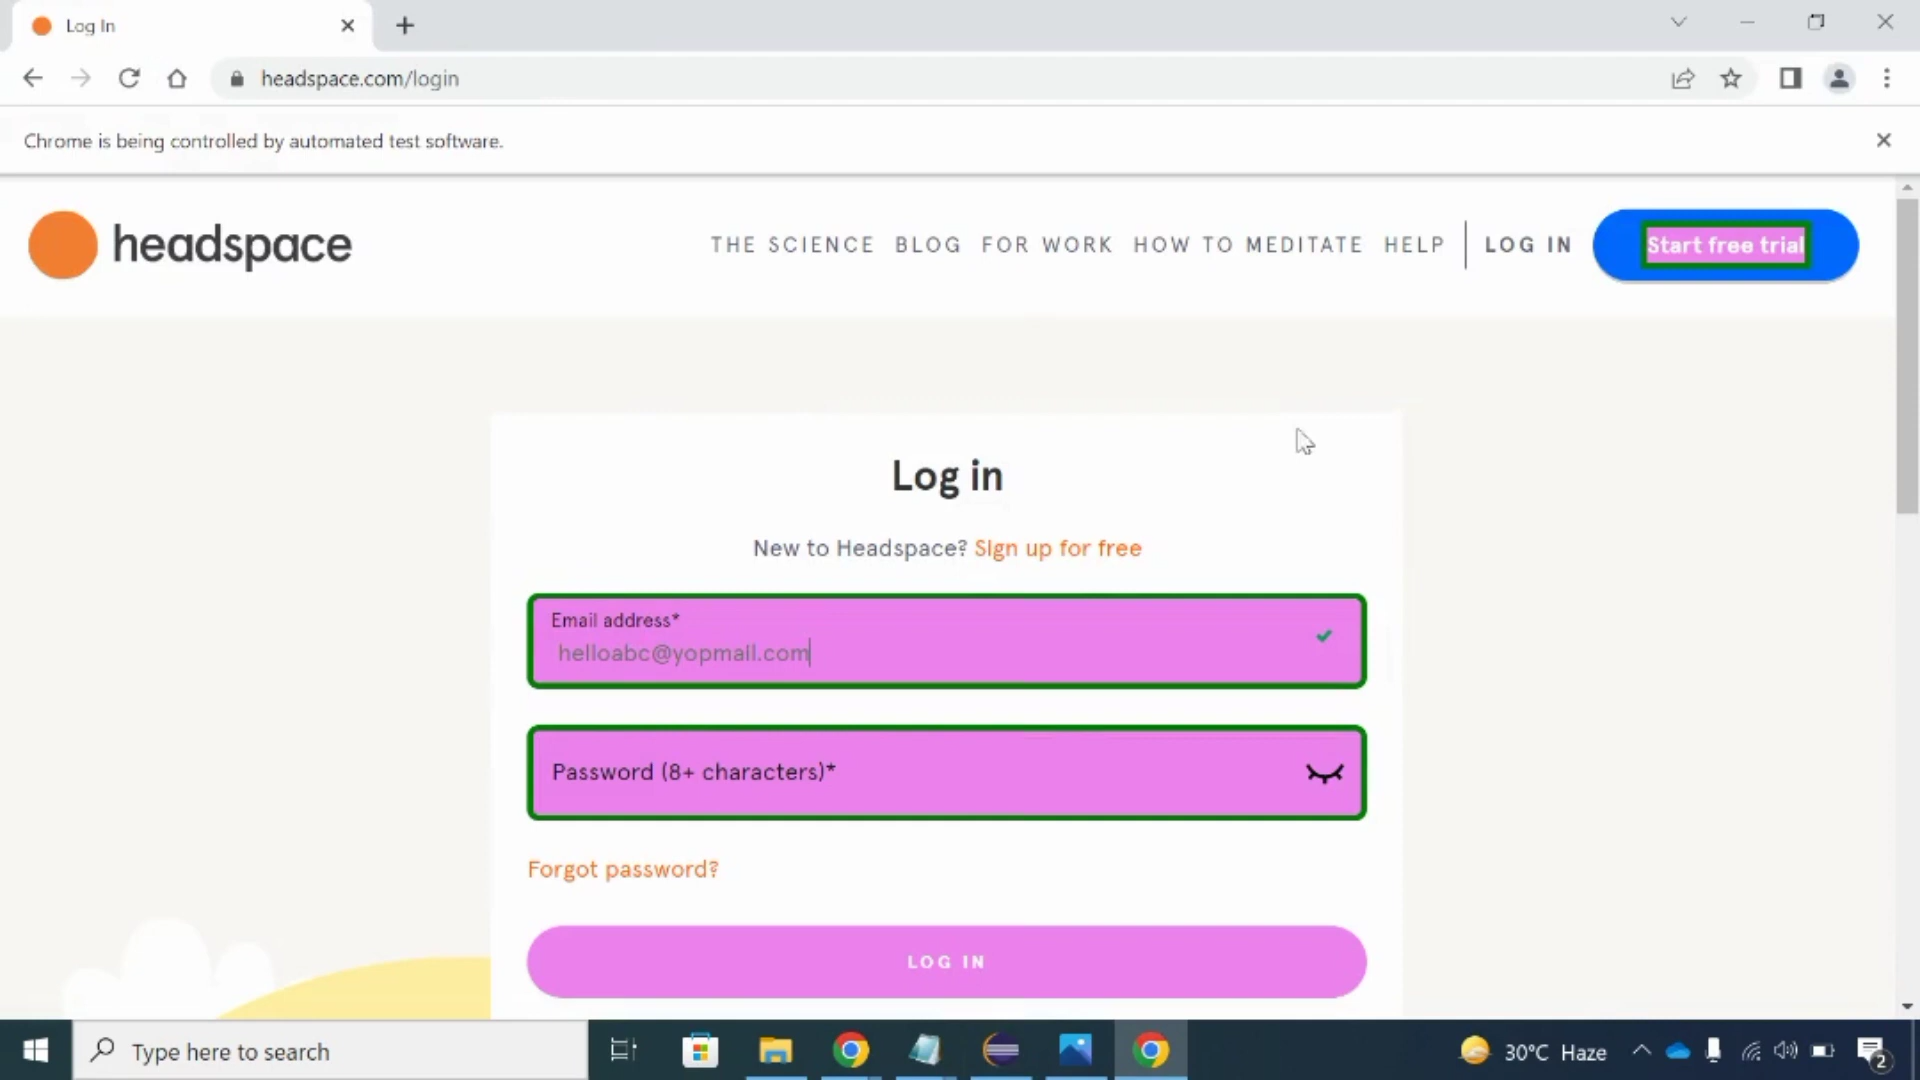 Log In
headspace.com/login
Chrome is being controlled by automated test software.
headspace
THE SCIENCE BLOG FOR WORK HOW TO MEDITATE HELP LOG IN Start free trial
Log in
New to Headspace? Sign up for free
Email address*
helloabc@yopmail.com
Password (8+ characters)*
Forgot password?
LOG IN
Type here to search
30°C Haze
2